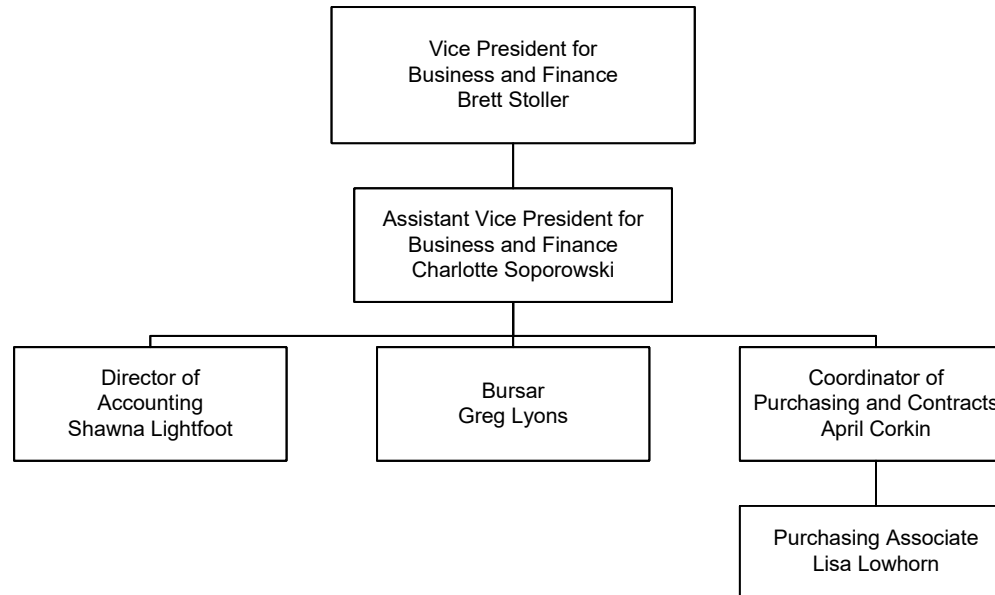 Vice President for
Business and Finance
Brett Stoller
Assistant Vice President for
Business and Finance
Charlotte Soporowski
Director of
Accounting
Shawna Lightfoot
Bursar
Greg Lyons
Coordinator of
Purchasing and Contracts
April Corkin
Purchasing Associate
Lisa Lowhorn